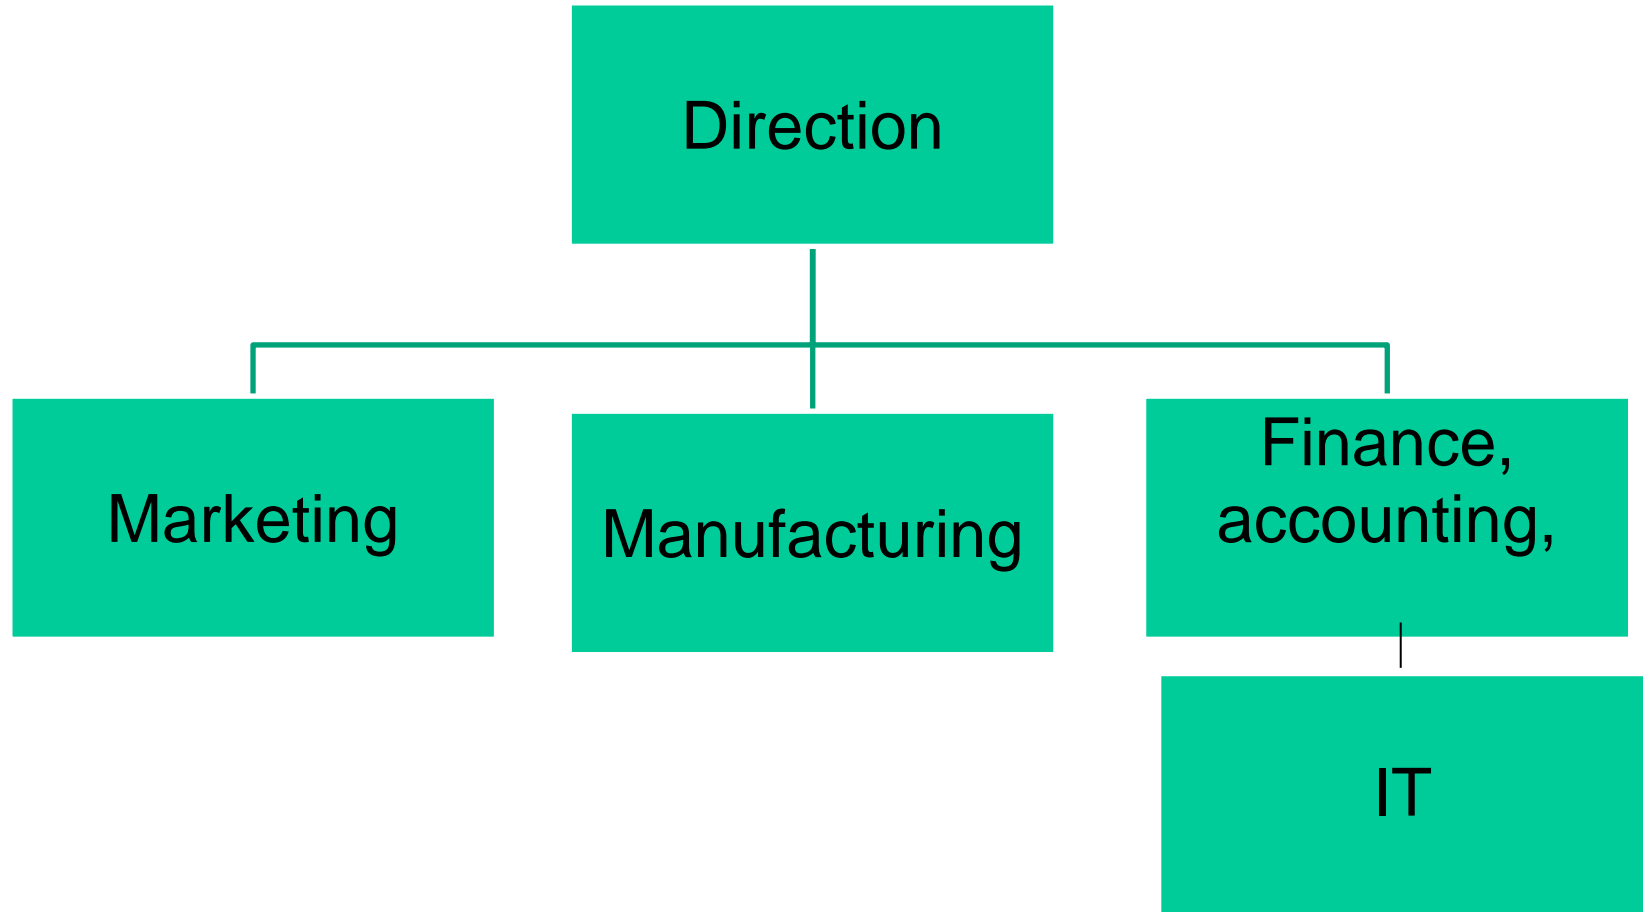 Direction
Marketing
Manufacturing
Finance,
accounting,
IT